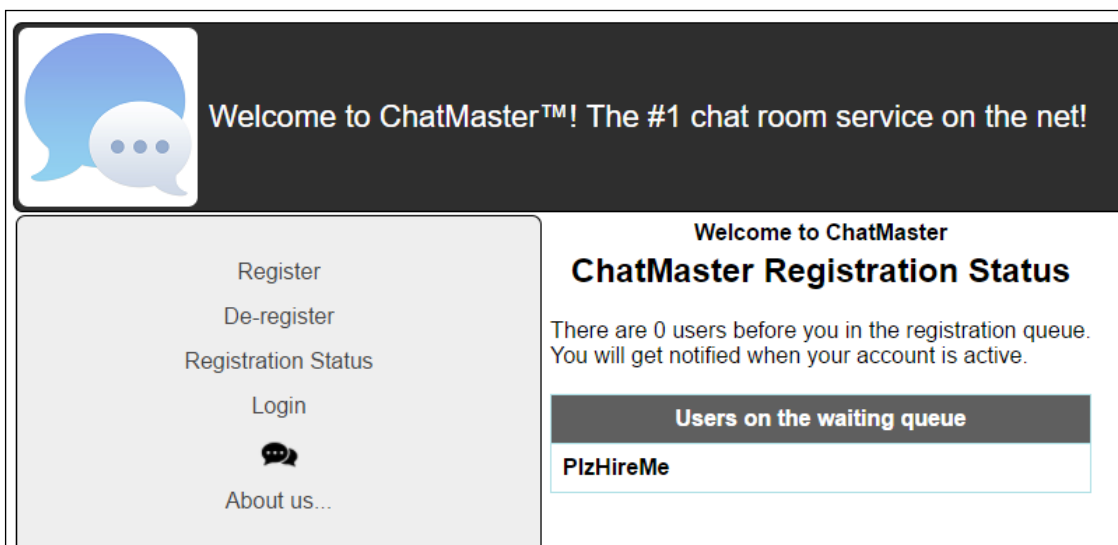 Welcome to ChatMaster™! The #1 chat room service on the net!
Register
De-register
Registration Status
Login
About us...
Welcome to ChatMaster
ChatMaster Registration Status
There are 0 users before you in the registration queue.
You will get notified when your account is active.
Users on the waiting queue
PlzHireMe